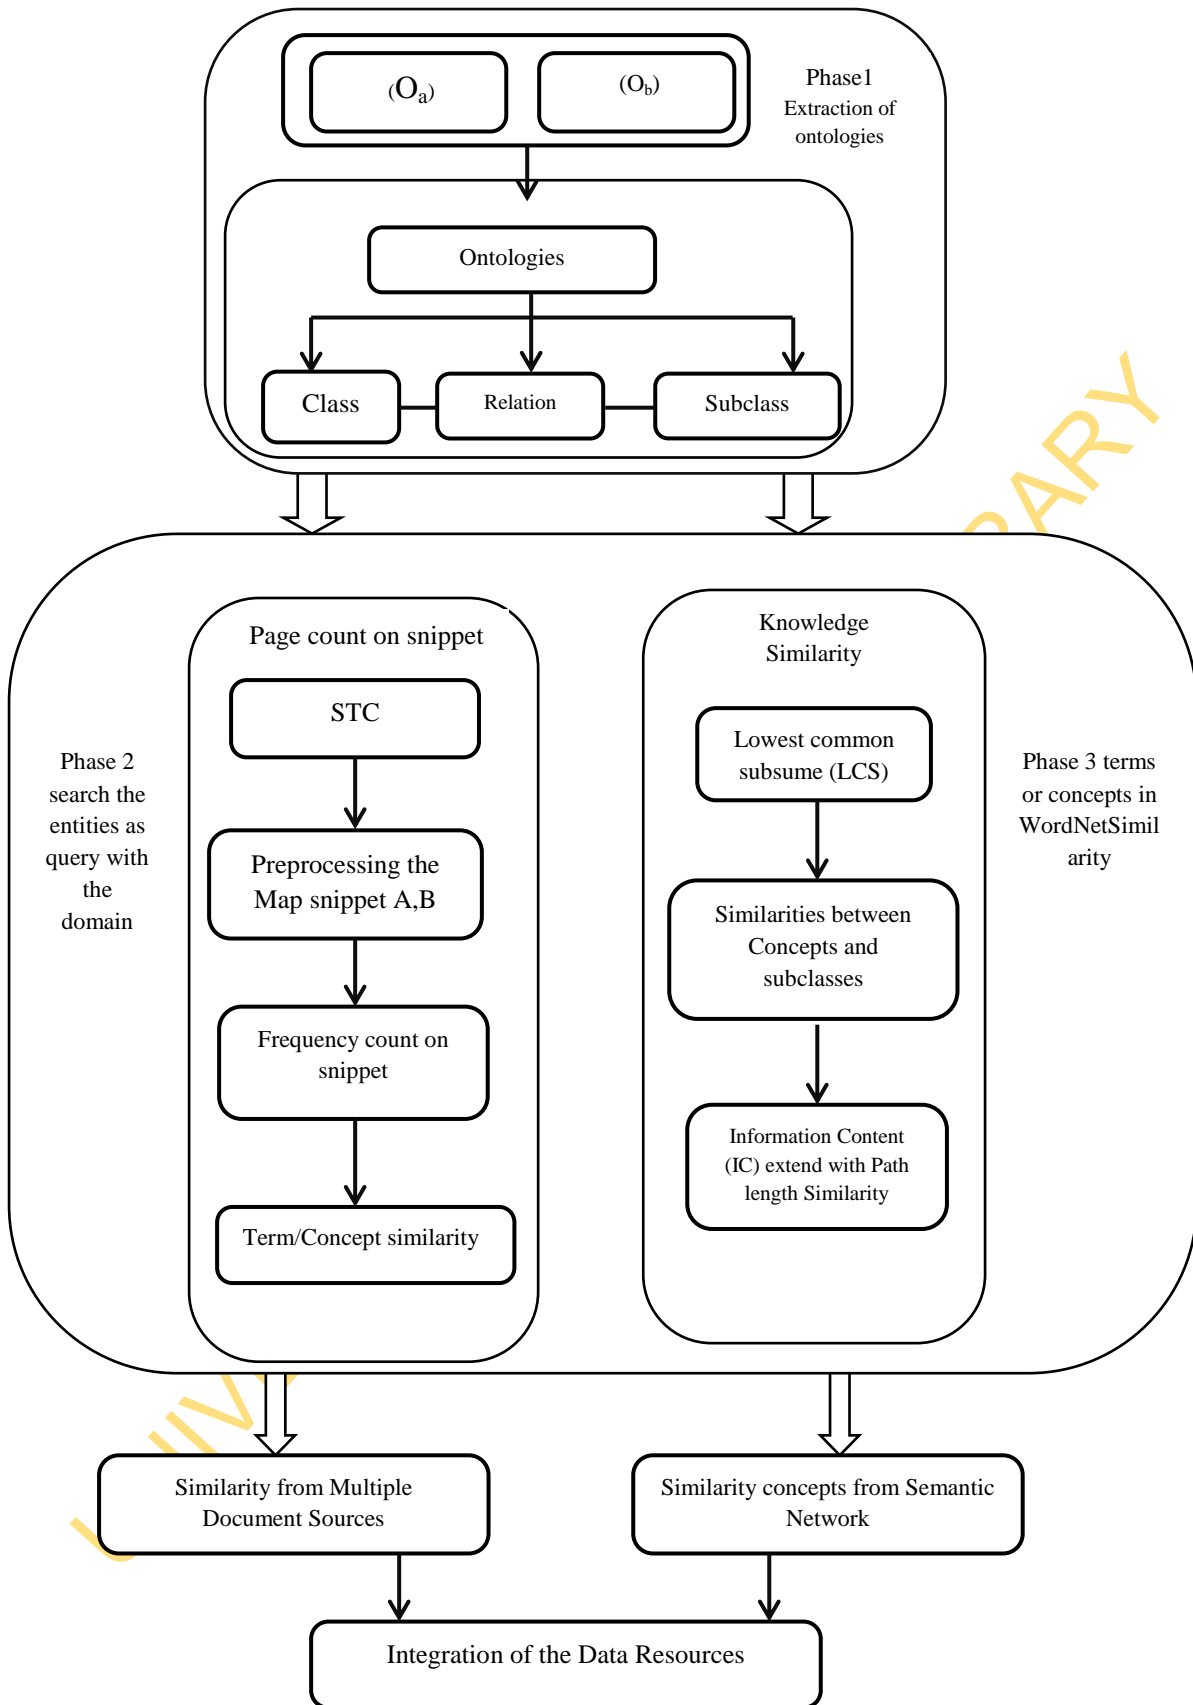 (Oa)
(Ob)
Phase1
Extraction of
ontologies
Ontologies
Class
Relation
Subclass
Page count on snippet
STC
Preprocessing the
Map snippet A,B
Frequency count on
snippet
Term/Concept similarity
Phase 2
search the
entities as
query with
the
domain
Knowledge
Similarity
Lowest common
subsume (LCS)
Similarities between
Concepts and
subclasses
Information Content
(IC) extend with Path
length Similarity
Phase 3 terms
or concepts in
WordNetSimil
arity
Similarity from Multiple
Document Sources
Similarity concepts from Semantic
Network
Integration of the Data Resources